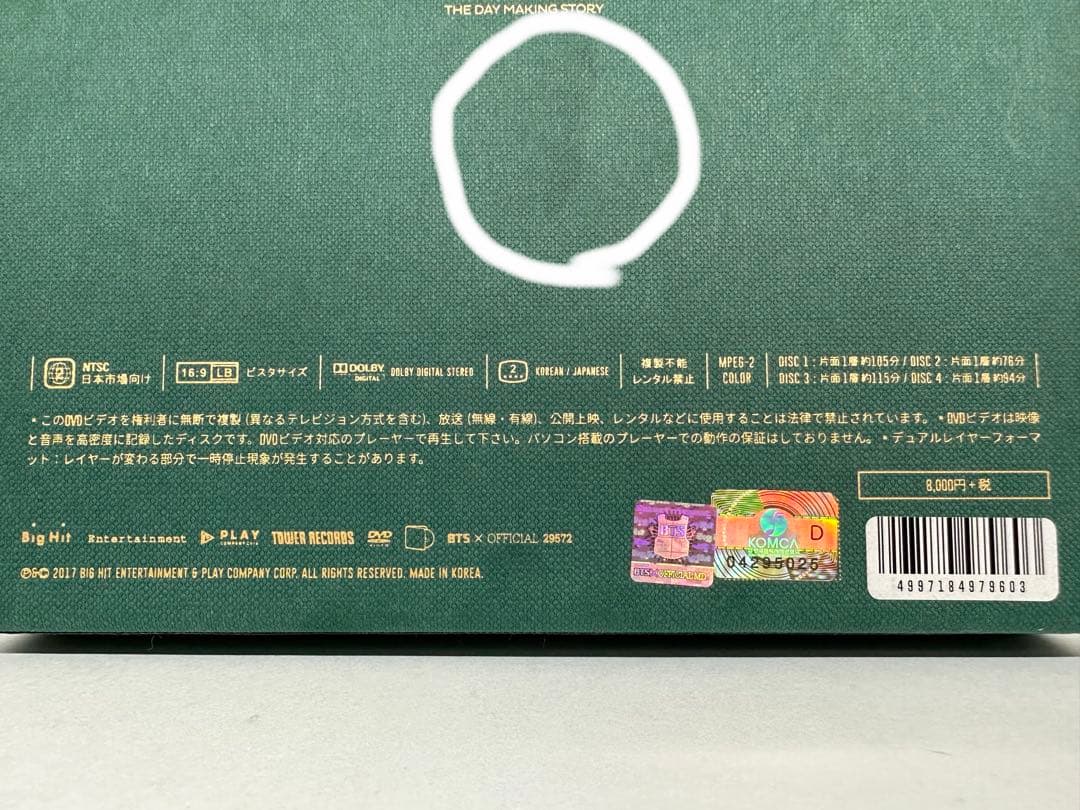 THE DAY MAKING STORY
2
NTSC
日本市場向け
16:9 LB
ビスタサイズ
DOLBY
DIGITAL
DOLBY DIGITAL STEREO
2
KOREAN / JAPANESE
複製不能
レンタル禁止
MPEG-2
COLOR
DISC 1 : 片面1層 約105分 / DISC 2 : 片面1層 約76分
DISC 3 : 片面1層 約115分 / DISC 4 : 片面1層 約94分
•このDVDビデオを権利者に無断で複製 (異なるテレビジョン方式を含む)、放送 (無線・有線)、公開上映、レンタルなどに使用することは法律で禁止されています。 •DVDビデオは映像
と音声を高密度に記録したディスクです。DVDビデオ対応のプレーヤーで再生して下さい。パソコン搭載のプレーヤーでの動作の保証はしておりません。 •デュアルレイヤーフォーマ
ット : レイヤーが変わる部分で一時停止現象が発生することがあります。
8,000円+税
Big Hit Entertainment
PLAY
COMPANY CORP.
TOWER RECORDS
DVD
BTS × OFFICIAL 29572
℗&© 2017 BIG HIT ENTERTAINMENT & PLAY COMPANY CORP. ALL RIGHTS RESERVED. MADE IN KOREA.
BTS
KOMCA
D
04295025
4997184979603